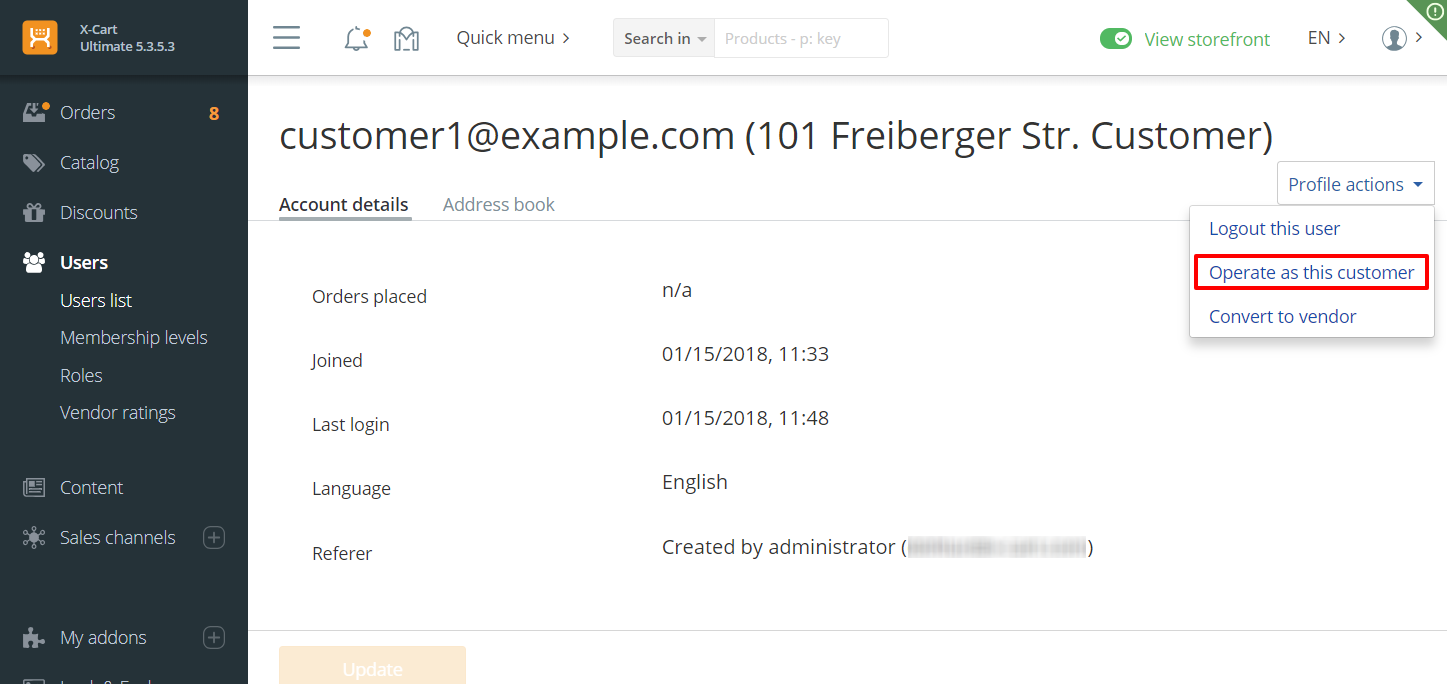 X-Cart
Ultimate 5.3.5.3
Quick menu
Search in
Products - p: key
View storefront
EN
Orders 8
Catalog
Discounts
Users
Users list
Membership levels
Roles
Vendor ratings
Content
Sales channels
My addons
customer1@example.com (101 Freiberger Str. Customer)
Profile actions
Account details
Address book
Logout this user
Operate as this customer
Convert to vendor
Orders placed n/a
Joined 01/15/2018, 11:33
Last login 01/15/2018, 11:48
Language English
Referer Created by administrator ( )
Update